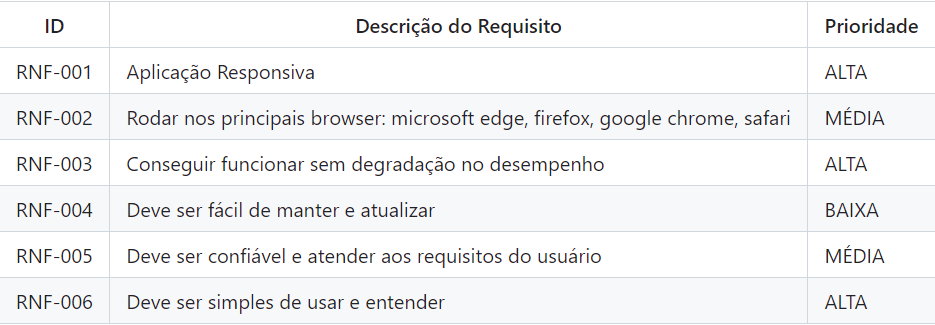 ID Descrição do Requisito Prioridade
RNF-001 Aplicação Responsiva ALTA
RNF-002 Rodar nos principais browser: microsoft edge, firefox, google chrome, safari MÉDIA
RNF-003 Conseguir funcionar sem degradação no desempenho ALTA
RNF-004 Deve ser fácil de manter e atualizar BAIXA
RNF-005 Deve ser confiável e atender aos requisitos do usuário MÉDIA
RNF-006 Deve ser simples de usar e entender ALTA